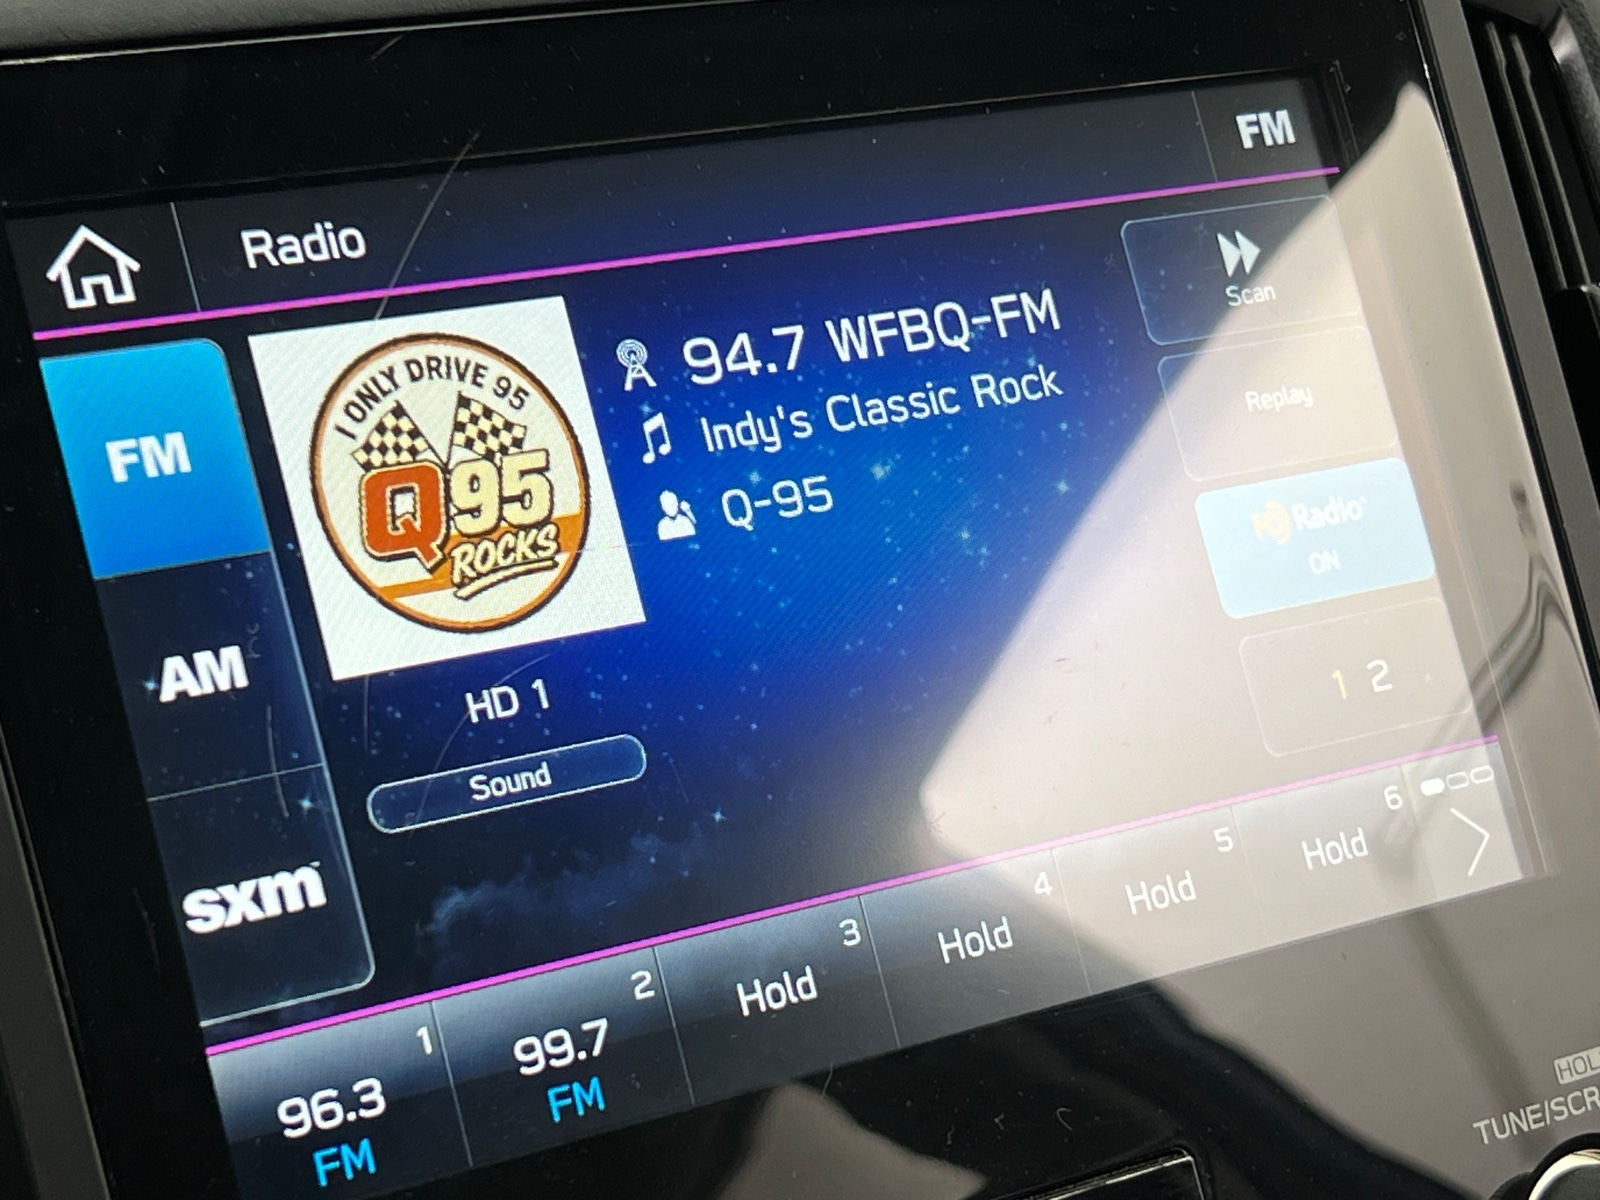 FM
Radio
Scan
Replay
HD Radio
ON
1 2
FM
AM
sxm
I ONLY DRIVE 95
Q95
ROCKS
94.7 WFBQ-FM
Indy's Classic Rock
Q-95
HD 1
Sound
1
96.3
FM
2
99.7
FM
3
Hold
4
Hold
5
Hold
6
Hold